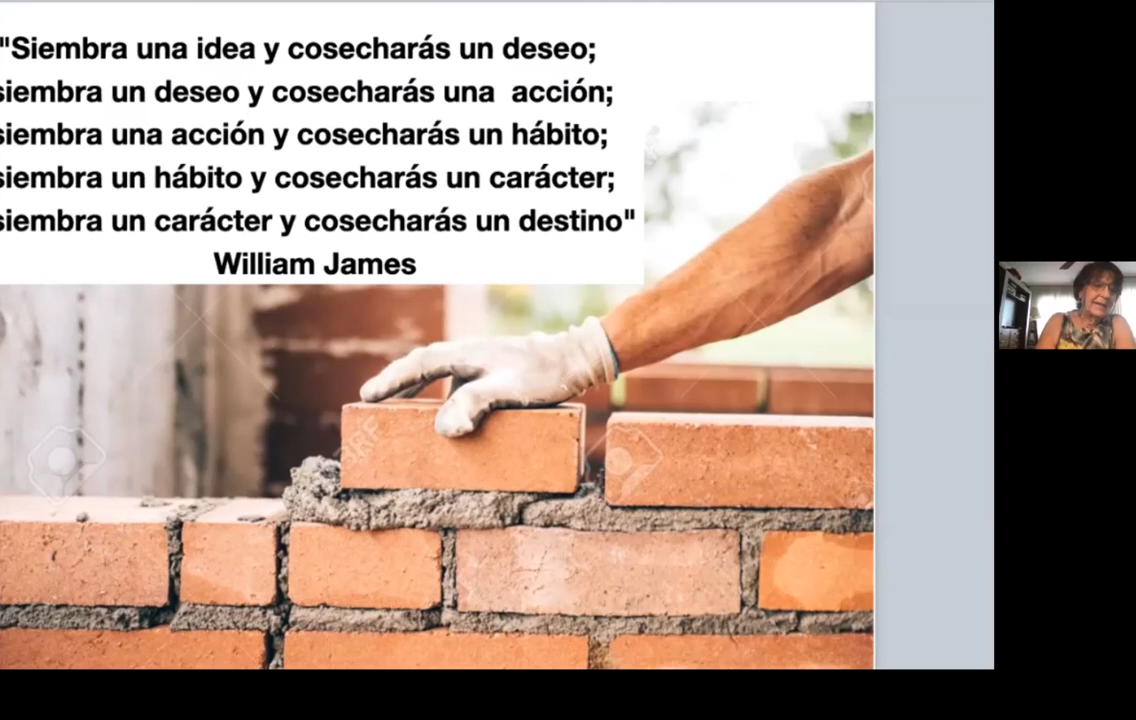 "Siembra una idea y cosecharás un deseo;
siembra un deseo y cosecharás una  acción;
siembra una acción y cosecharás un hábito;
siembra un hábito y cosecharás un carácter;
siembra un carácter y cosecharás un destino"
William James